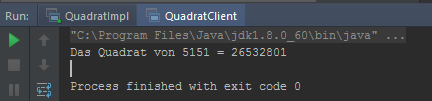 Run: QuadratImpl QuadratClient
"C:\Program Files\Java\jdk1.8.0_60\bin\java" ...
Das Quadrat von 5151 = 26532801
Process finished with exit code 0